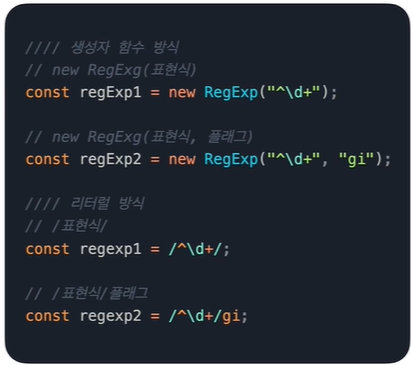 //// 생성자 함수 방식
// new RegExg(표현식)
const regExp1 = new RegExp("^\d+");
// new RegExg(표현식, 플래그)
const regExp2 = new RegExp("^\d+", "gi");
//// 리터럴 방식
// /표현식/
const regexp1 = /^\d+/;
// /표현식/플래그
const regexp2 = /^\d+/gi;